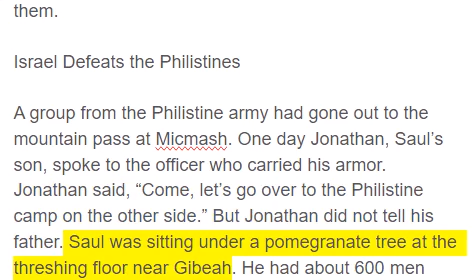 them.
Israel Defeats the Philistines
A group from the Philistine army had gone out to the
mountain pass at Micmash. One day Jonathan, Saul’s
son, spoke to the officer who carried his armor.
Jonathan said, “Come, let’s go over to the Philistine
camp on the other side.” But Jonathan did not tell his
father. Saul was sitting under a pomegranate tree at the
threshing floor near Gibeah. He had about 600 men